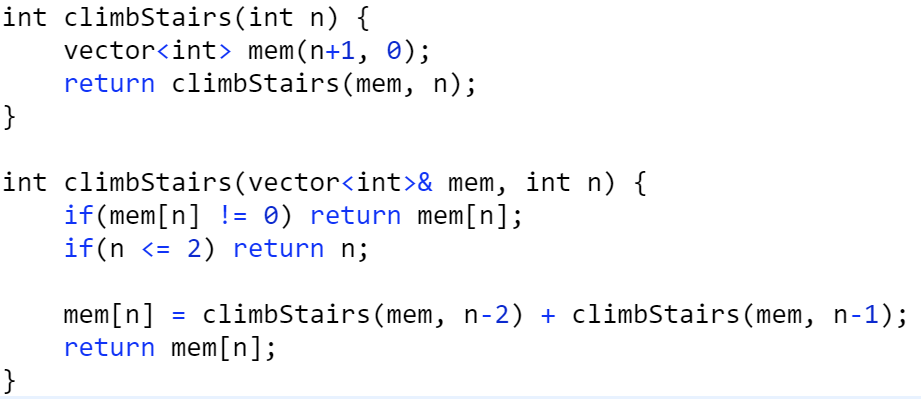 int climbStairs(int n) {
    vector<int> mem(n+1, 0);
    return climbStairs(mem, n);
}

int climbStairs(vector<int>& mem, int n) {
    if(mem[n] != 0) return mem[n];
    if(n <= 2) return n;

    mem[n] = climbStairs(mem, n-2) + climbStairs(mem, n-1);
    return mem[n];
}